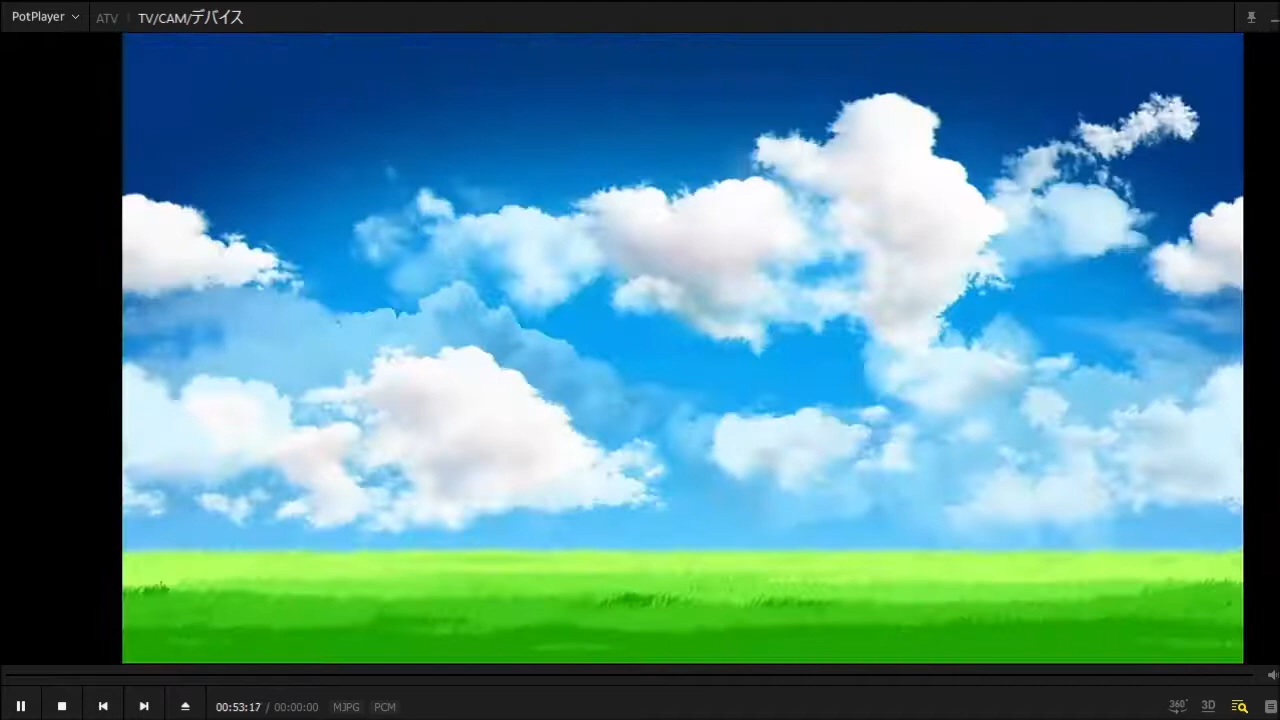 PotPlayer ATV TV/CAM/デバイス
00:53:17 / 00:00:00 MJPG PCM 360° 3D